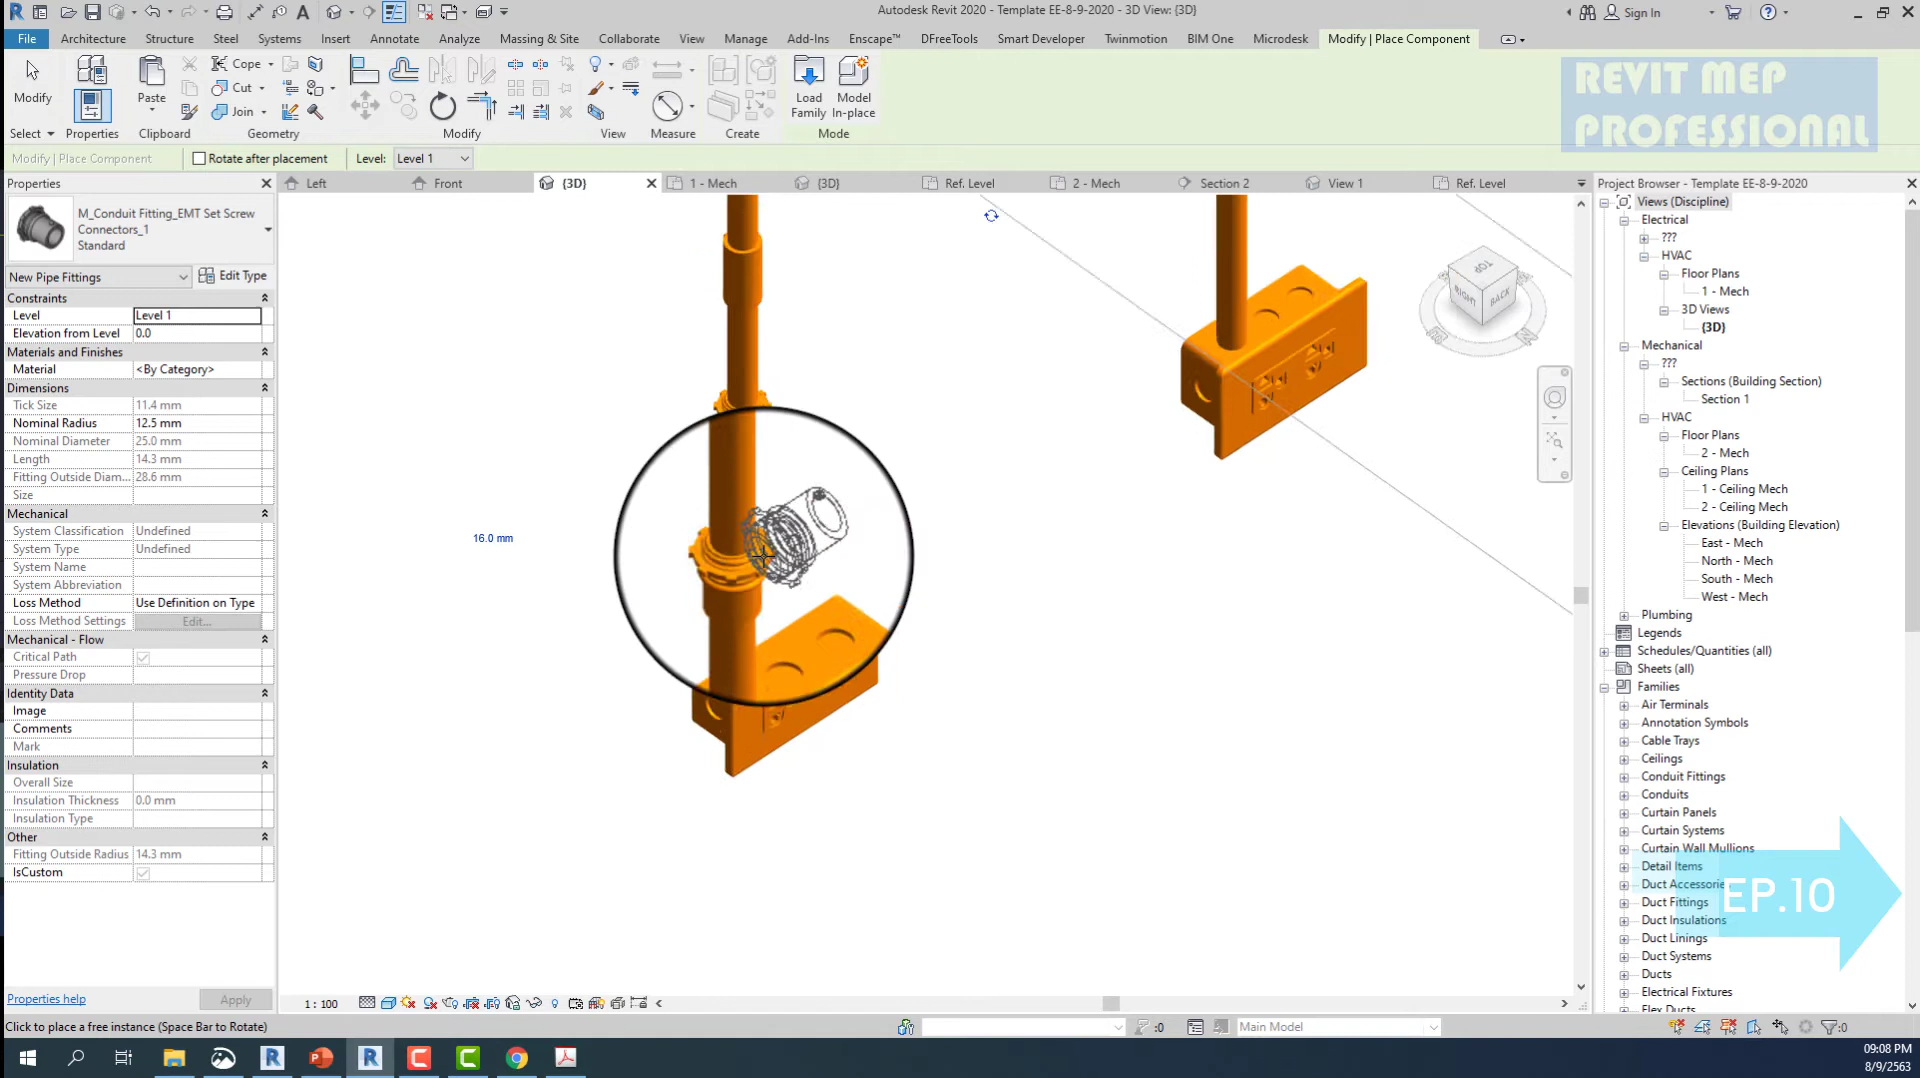 Autodesk Revit 2020 - Template EE-8-9-2020 - 3D View: {3D}
Sign In
File
Architecture
Structure
Steel
Systems
Insert
Annotate
Analyze
Massing & Site
Collaborate
View
Manage
Add-Ins
Enscape™
DFreeTools
Smart Developer
Twinmotion
BIM One
Microdesk
Modify | Place Component
Modify
Paste
Cope
Cut
Join
Load
Family
Model
In-place
Select
Properties
Clipboard
Geometry
Modify
View
Measure
Create
Mode
REVIT MEP
PROFESSIONAL
Modify | Place Component
Rotate after placement
Level:
Level 1
Properties
Left
Front
{3D}
1 - Mech
{3D}
Ref. Level
2 - Mech
Section 2
View 1
Ref. Level
Project Browser - Template EE-8-9-2020
M_Conduit Fitting_EMT Set Screw
Connectors_1
Standard
New Pipe Fittings
Edit Type
Constraints
Level
Level 1
Elevation from Level
0.0
Materials and Finishes
Material
<By Category>
Dimensions
Tick Size
11.4 mm
Nominal Radius
12.5 mm
Nominal Diameter
25.0 mm
Length
14.3 mm
Fitting Outside Diam...
28.6 mm
Size
Mechanical
System Classification
Undefined
System Type
Undefined
System Name
System Abbreviation
Loss Method
Use Definition on Type
Loss Method Settings
Edit...
Mechanical - Flow
Critical Path
Pressure Drop
Identity Data
Image
Comments
Mark
Insulation
Overall Size
Insulation Thickness
0.0 mm
Insulation Type
Other
Fitting Outside Radius
14.3 mm
IsCustom
Properties help
Apply
16.0 mm
TOP
RIGHT
BACK
Views (Discipline)
Electrical
???
HVAC
Floor Plans
1 - Mech
3D Views
{3D}
Mechanical
???
Sections (Building Section)
Section 1
HVAC
Floor Plans
2 - Mech
Ceiling Plans
1 - Ceiling Mech
2 - Ceiling Mech
Elevations (Building Elevation)
East - Mech
North - Mech
South - Mech
West - Mech
Plumbing
Legends
Schedules/Quantities (all)
Sheets (all)
Families
Air Terminals
Annotation Symbols
Cable Trays
Ceilings
Conduit Fittings
Conduits
Curtain Panels
Curtain Systems
Curtain Wall Mullions
Detail Items
Duct Accessorie
Duct Fittings
Duct Insulations
Duct Linings
Duct Systems
Ducts
Electrical Fixtures
Flex Ducts
EP.10
1 : 100
Click to place a free instance (Space Bar to Rotate)
:0
Main Model
:0
09:08 PM
8/9/2563